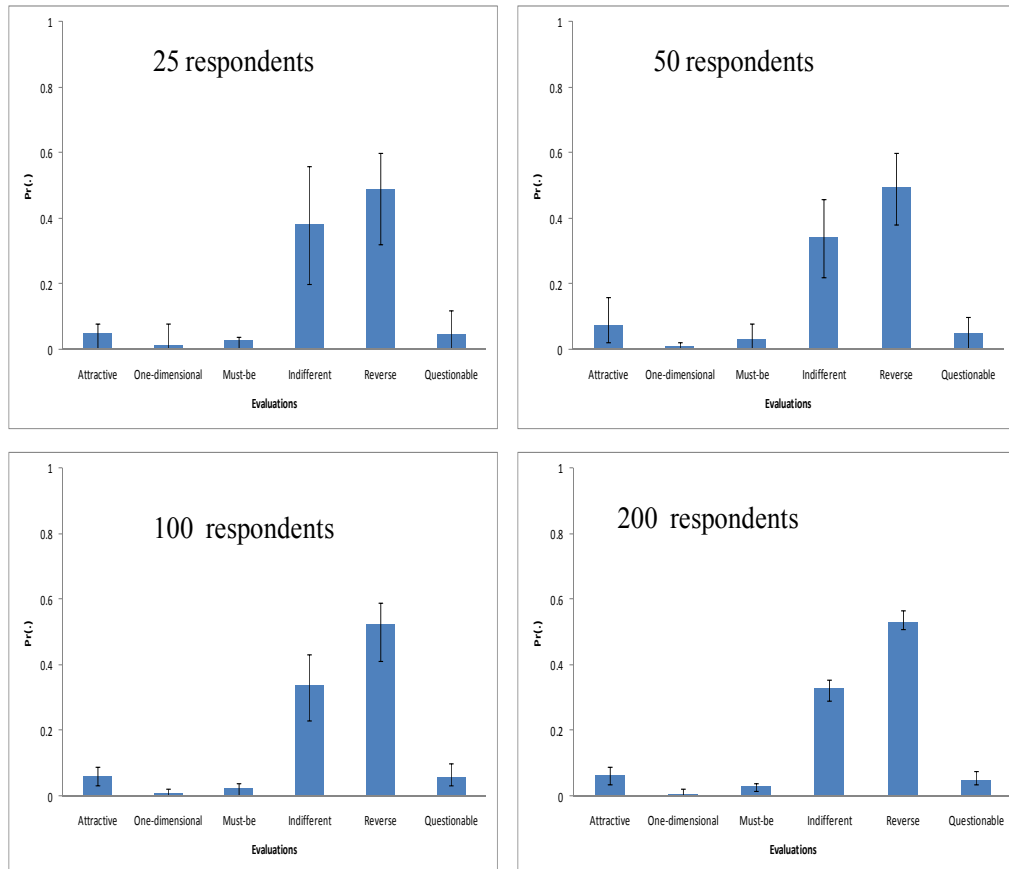 25 respondents
1
0.8
0.6
0.4
0.2
0
Pr(.)
Attractive One-dimensional Must-be Indifferent Reverse Questionable
Evaluations
50 respondents
1
0.8
0.6
0.4
0.2
0
Pr(.)
Attractive One-dimensional Must-be Indifferent Reverse Questionable
Evaluations
100 respondents
1
0.8
0.6
0.4
0.2
0
Pr(.)
Attractive One-dimensional Must-be Indifferent Reverse Questionable
Evaluations
200 respondents
1
0.8
0.6
0.4
0.2
0
Pr(.)
Attractive One-dimensional Must-be Indifferent Reverse Questionable
Evaluations